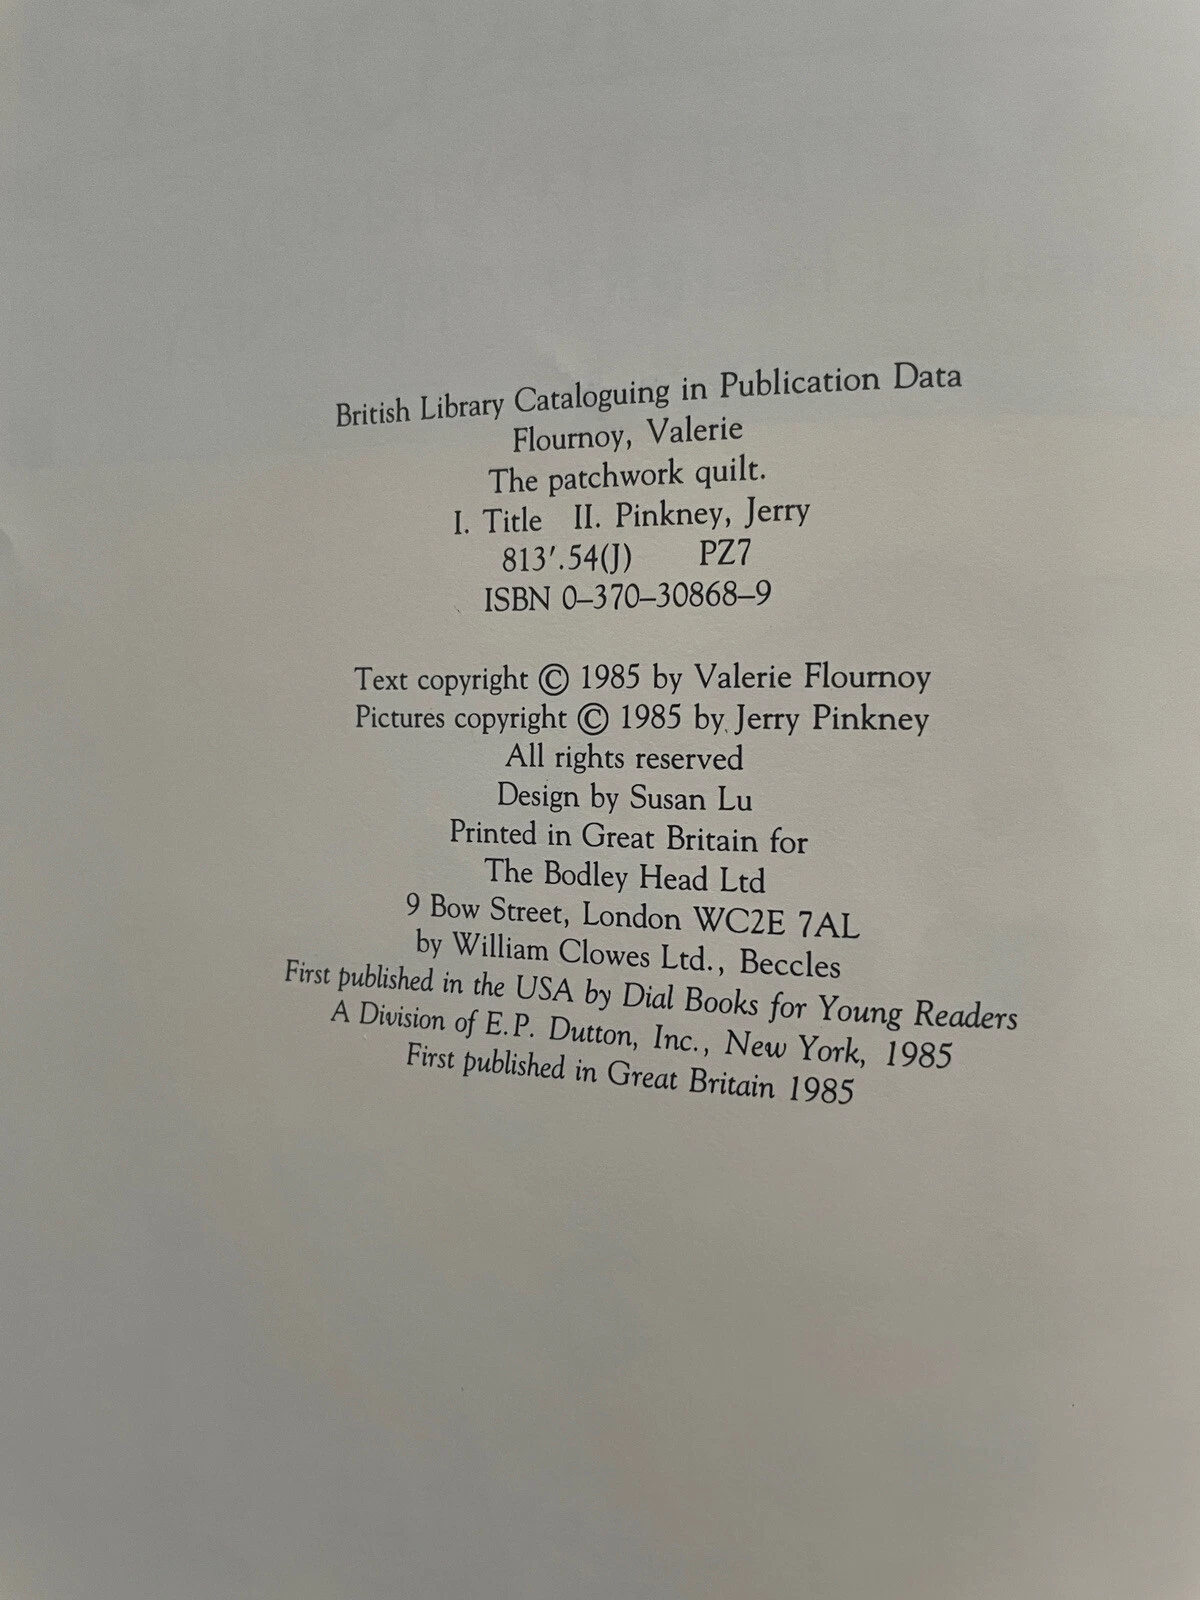 British Library Cataloguing in Publication Data
Flournoy, Valerie
The patchwork quilt.
I. Title II. Pinkney, Jerry
813′.54(J) PZ7
ISBN 0–370–30868–9
Text copyright © 1985 by Valerie Flournoy
Pictures copyright © 1985 by Jerry Pinkney
All rights reserved
Design by Susan Lu
Printed in Great Britain for
The Bodley Head Ltd
9 Bow Street, London WC2E 7AL
by William Clowes Ltd., Beccles
First published in the USA by Dial Books for Young Readers
A Division of E.P. Dutton, Inc., New York, 1985
First published in Great Britain 1985